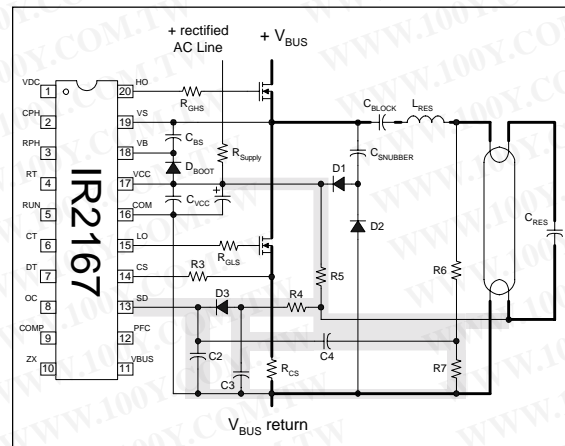 + rectified
AC Line
+ VBUS
IR2167
VDC
1
CPH
2
RPH
3
RT
4
RUN
5
CT
6
DT
7
OC
8
COMP
9
ZX
10
HO
20
VS
19
VB
18
VCC
17
COM
16
LO
15
CS
14
SD
13
PFC
12
VBUS
11
RGHS
CBS
DBOOT
RSupply
CVCC
+
RGLS
R3
D3
R4
C2
C3
C4
RCS
CBLOCK
LRES
CSNUBBER
D1
D2
R5
R6
R7
CRES
VBUS return
WWW.100Y.COM.TW